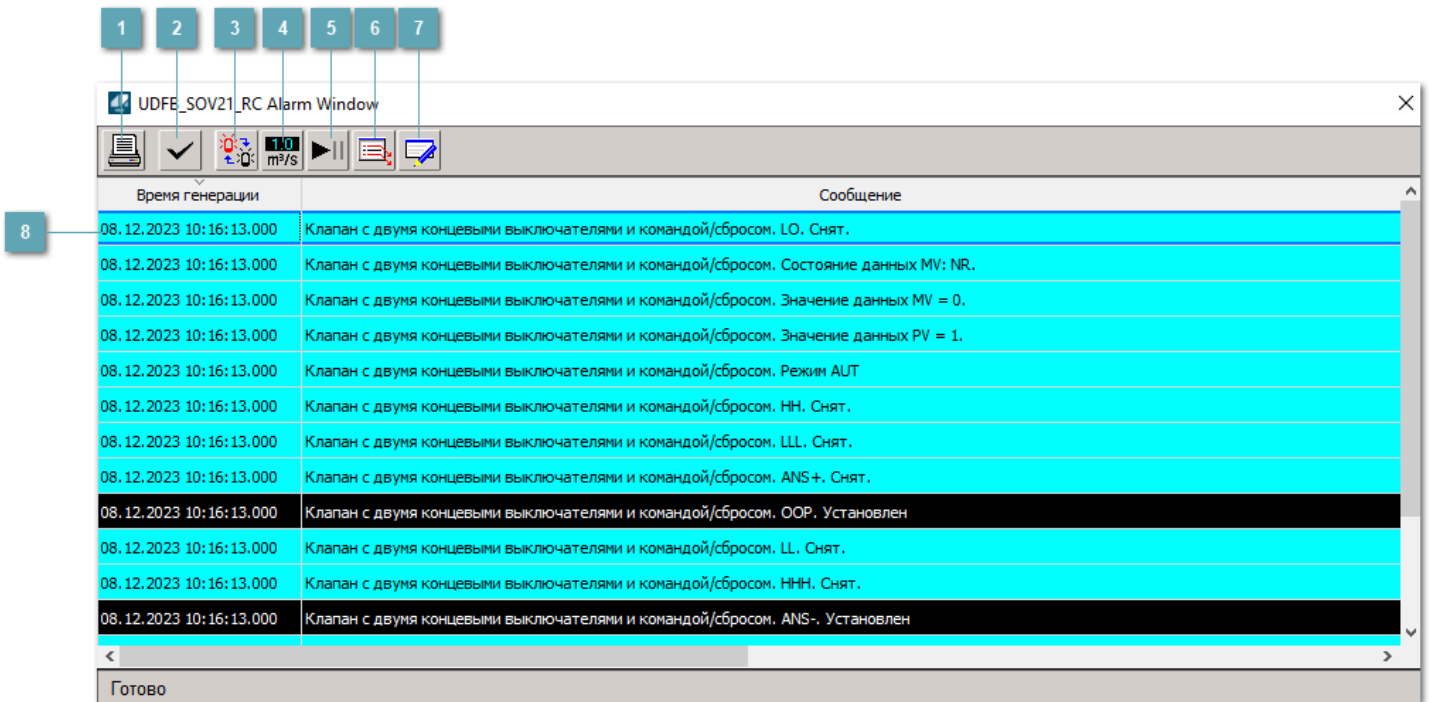 1 2 3 4 5 6 7
UDFB_SOV21_RC Alarm Window
1.0
m³/s
Время генерации Сообщение
8
08.12.2023 10:16:13.000 Клапан с двумя концевыми выключателями и командой/сбросом. LO. Снят.
08.12.2023 10:16:13.000 Клапан с двумя концевыми выключателями и командой/сбросом. Состояние данных MV: NR.
08.12.2023 10:16:13.000 Клапан с двумя концевыми выключателями и командой/сбросом. Значение данных MV = 0.
08.12.2023 10:16:13.000 Клапан с двумя концевыми выключателями и командой/сбросом. Значение данных PV = 1.
08.12.2023 10:16:13.000 Клапан с двумя концевыми выключателями и командой/сбросом. Режим AUT
08.12.2023 10:16:13.000 Клапан с двумя концевыми выключателями и командой/сбросом. HH. Снят.
08.12.2023 10:16:13.000 Клапан с двумя концевыми выключателями и командой/сбросом. LLL. Снят.
08.12.2023 10:16:13.000 Клапан с двумя концевыми выключателями и командой/сбросом. ANS+. Снят.
08.12.2023 10:16:13.000 Клапан с двумя концевыми выключателями и командой/сбросом. OOP. Установлен
08.12.2023 10:16:13.000 Клапан с двумя концевыми выключателями и командой/сбросом. LL. Снят.
08.12.2023 10:16:13.000 Клапан с двумя концевыми выключателями и командой/сбросом. HHH. Снят.
08.12.2023 10:16:13.000 Клапан с двумя концевыми выключателями и командой/сбросом. ANS-. Установлен
Готово